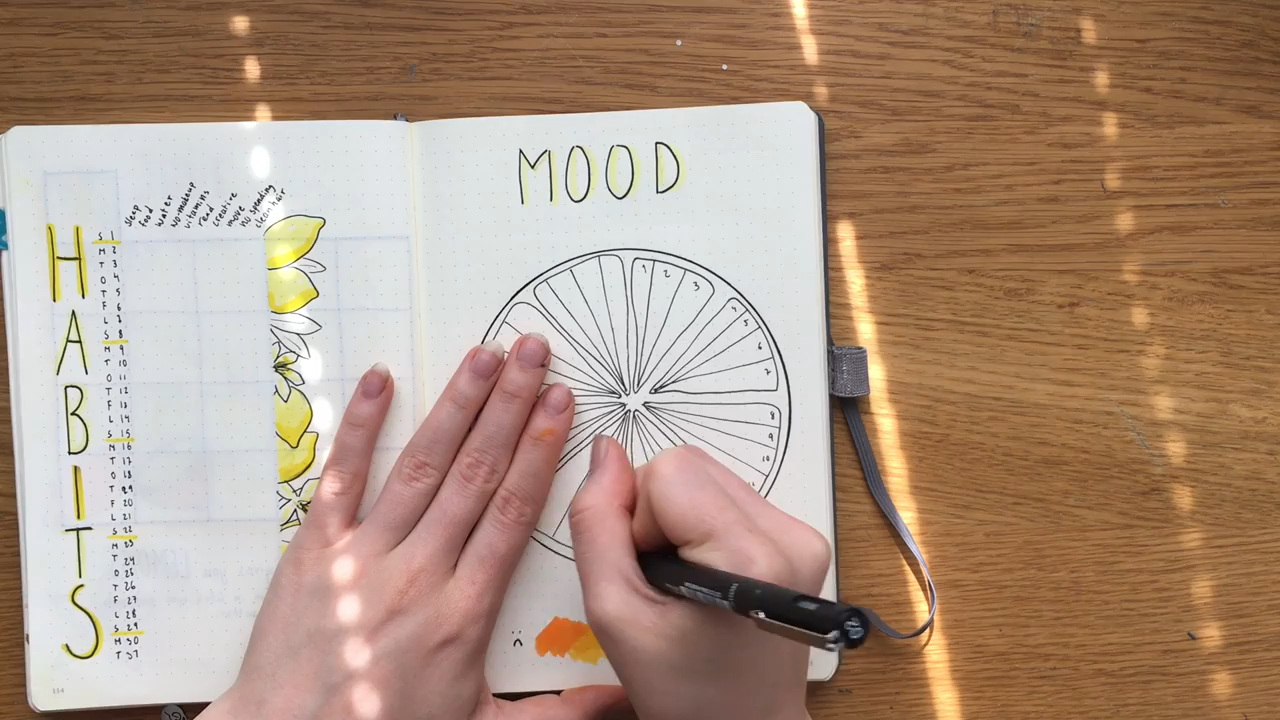 HABITS
sleep
food
water
no-makeup
vitamins
read
creative
move
no spending
clean hair
S 1
M 2
T 3
O 4
T 5
F 6
L 7
S 8
M 9
T 10
O 11
T 12
F 13
L 14
S 15
M 16
T 17
O 18
T 19
F 20
L 21
S 22
M 23
T 24
O 25
T 26
F 27
L 28
S 29
M 30
T 31
154
MOOD
1
2
3
4
5
6
7
8
9
10